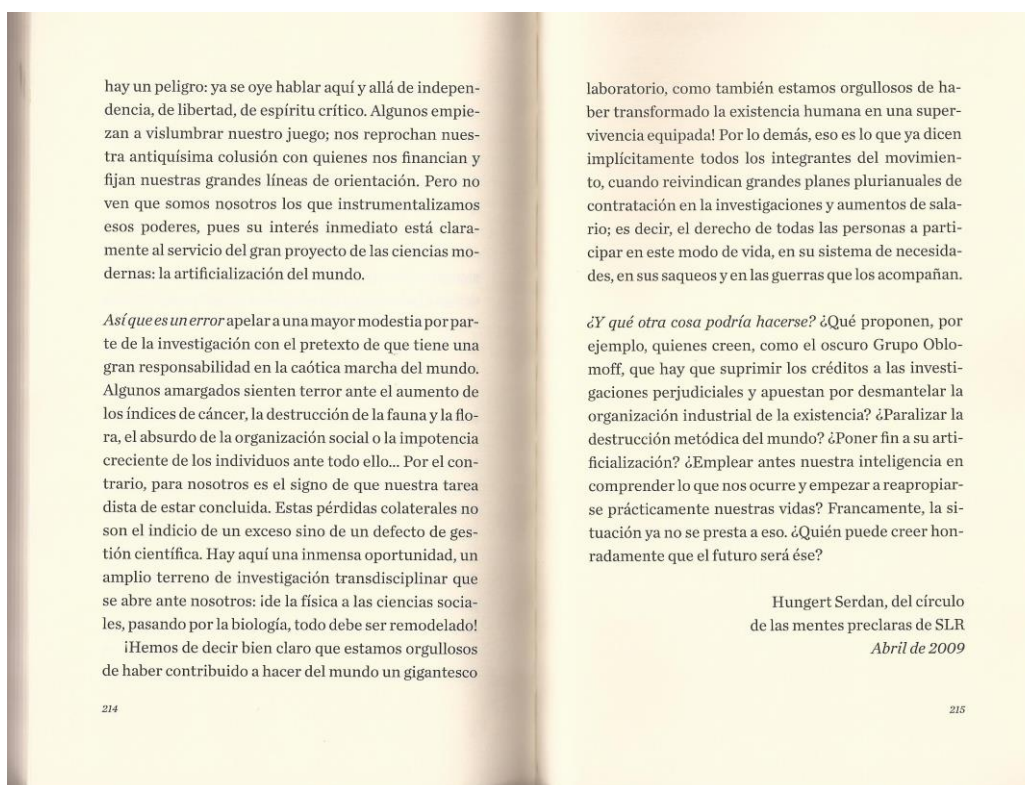 hay un peligro: ya se oye hablar aquí y allá de indepen-
dencia, de libertad, de espíritu crítico. Algunos empie-
zan a vislumbrar nuestro juego; nos reprochan nues-
tra antiquísima colusión con quienes nos financian y
fijan nuestras grandes líneas de orientación. Pero no
ven que somos nosotros los que instrumentalizamos
esos poderes, pues su interés inmediato está clara-
mente al servicio del gran proyecto de las ciencias mo-
dernas: la artificialización del mundo.
Así que es un error apelar a una mayor modestia por par-
te de la investigación con el pretexto de que tiene una
gran responsabilidad en la caótica marcha del mundo.
Algunos amargados sienten terror ante el aumento de
los índices de cáncer, la destrucción de la fauna y la flo-
ra, el absurdo de la organización social o la impotencia
creciente de los individuos ante todo ello... Por el con-
trario, para nosotros es el signo de que nuestra tarea
dista de estar concluida. Estas pérdidas colaterales no
son el indicio de un exceso sino de un defecto de ges-
tión científica. Hay aquí una inmensa oportunidad, un
amplio terreno de investigación transdisciplinar que
se abre ante nosotros: ¡de la física a las ciencias socia-
les, pasando por la biología, todo debe ser remodelado!
¡Hemos de decir bien claro que estamos orgullosos
de haber contribuido a hacer del mundo un gigantesco
214
laboratorio, como también estamos orgullosos de ha-
ber transformado la existencia humana en una super-
vivencia equipada! Por lo demás, eso es lo que ya dicen
implícitamente todos los integrantes del movimien-
to, cuando reivindican grandes planes plurianuales de
contratación en la investigaciones y aumentos de sala-
rio; es decir, el derecho de todas las personas a parti-
cipar en este modo de vida, en su sistema de necesida-
des, en sus saqueos y en las guerras que los acompañan.
¿Y qué otra cosa podría hacerse? ¿Qué proponen, por
ejemplo, quienes creen, como el oscuro Grupo Oblo-
moff, que hay que suprimir los créditos a las investi-
gaciones perjudiciales y apuestan por desmantelar la
organización industrial de la existencia? ¿Paralizar la
destrucción metódica del mundo? ¿Poner fin a su arti-
ficialización? ¿Emplear antes nuestra inteligencia en
comprender lo que nos ocurre y empezar a reapropiar-
se prácticamente nuestras vidas? Francamente, la si-
tuación ya no se presta a eso. ¿Quién puede creer hon-
radamente que el futuro será ése?
Hungert Serdan, del círculo
de las mentes preclaras de SLR
Abril de 2009
215